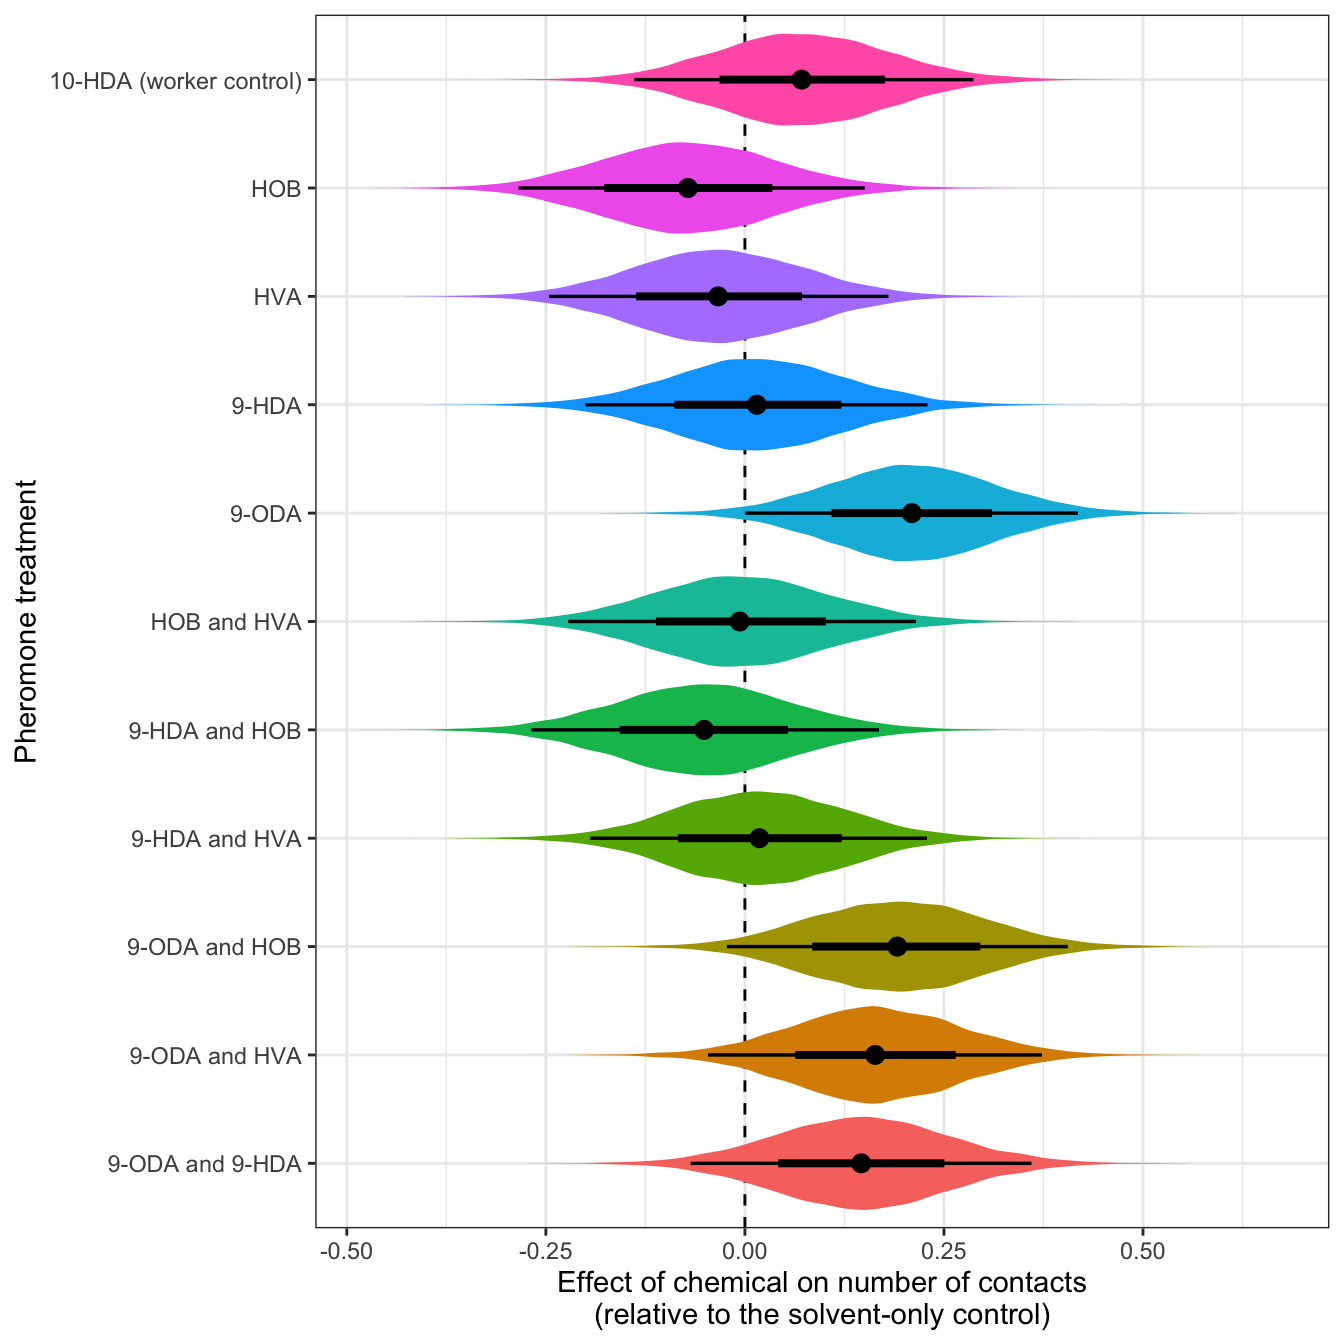 10-HDA (worker control)
HOB
HVA
9-HDA
9-ODA
HOB and HVA
9-HDA and HOB
9-HDA and HVA
9-ODA and HOB
9-ODA and HVA
9-ODA and 9-HDA
Pheromone treatment
-0.50 -0.25 0.00 0.25 0.50
Effect of chemical on number of contacts
(relative to the solvent-only control)